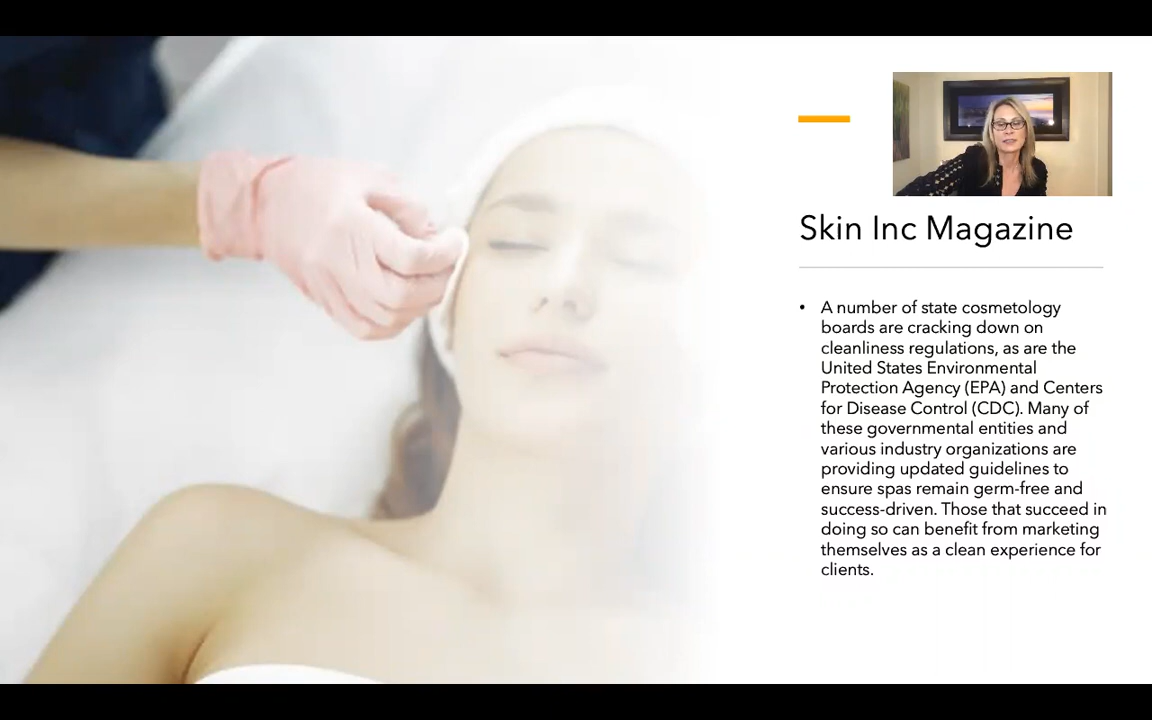 Skin Inc Magazine
• A number of state cosmetology
boards are cracking down on
cleanliness regulations, as are the
United States Environmental
Protection Agency (EPA) and Centers
for Disease Control (CDC). Many of
these governmental entities and
various industry organizations are
providing updated guidelines to
ensure spas remain germ-free and
success-driven. Those that succeed in
doing so can benefit from marketing
themselves as a clean experience for
clients.